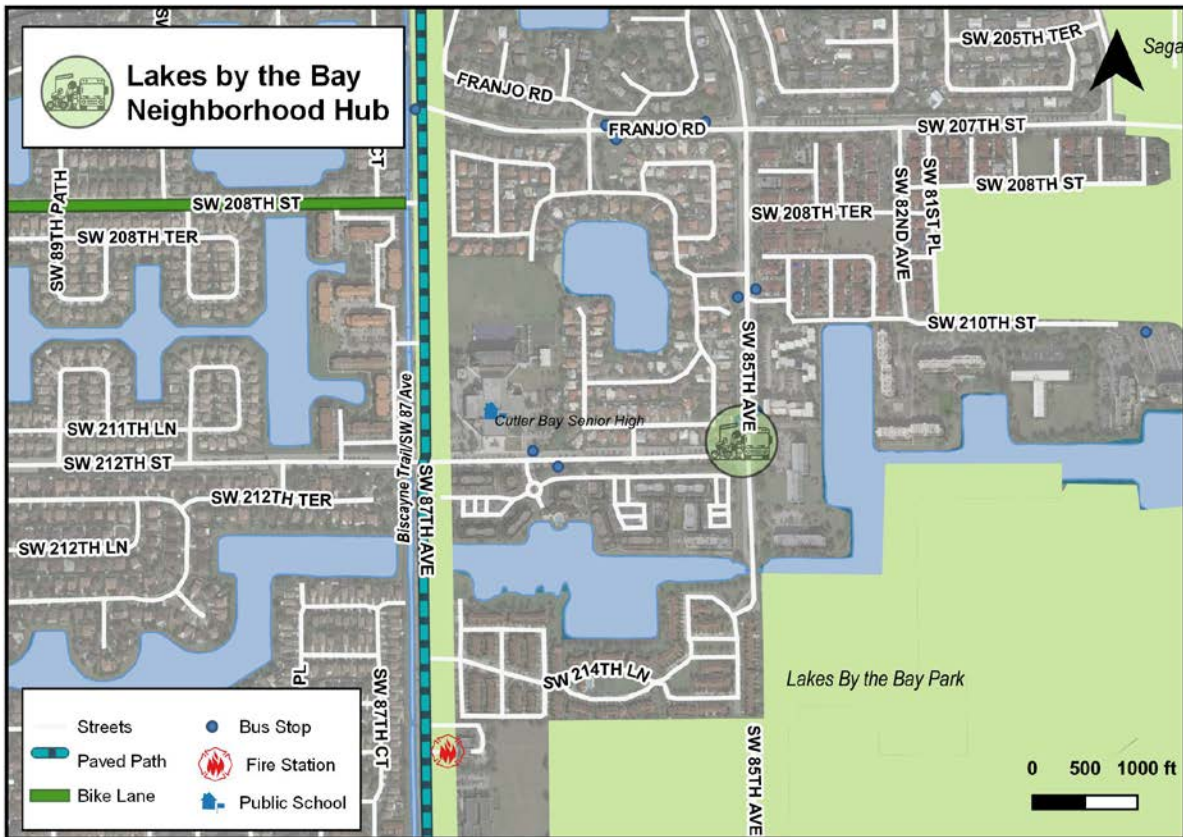 Lakes by the Bay
Neighborhood Hub
SW 205TH TER
Saga
FRANJO RD
FRANJO RD
SW 207TH ST
CT
SW 89TH PATH
SW 208TH ST
SW 208TH ST
SW 208TH TER
SW 82ND AVE
SW 81ST PL
SW 208TH TER
SW 210TH ST
SW 85TH AVE
Biscayne Trail/SW 87 Ave
Cutler Bay Senior High
SW 211TH LN
SW 212TH ST
SW 87TH AVE
SW 212TH TER
SW 212TH LN
PL
SW 87TH CT
SW 214TH LN
Lakes By the Bay Park
SW 85TH AVE
Streets
Paved Path
Bike Lane
Bus Stop
Fire Station
Public School
0 500 1000 ft